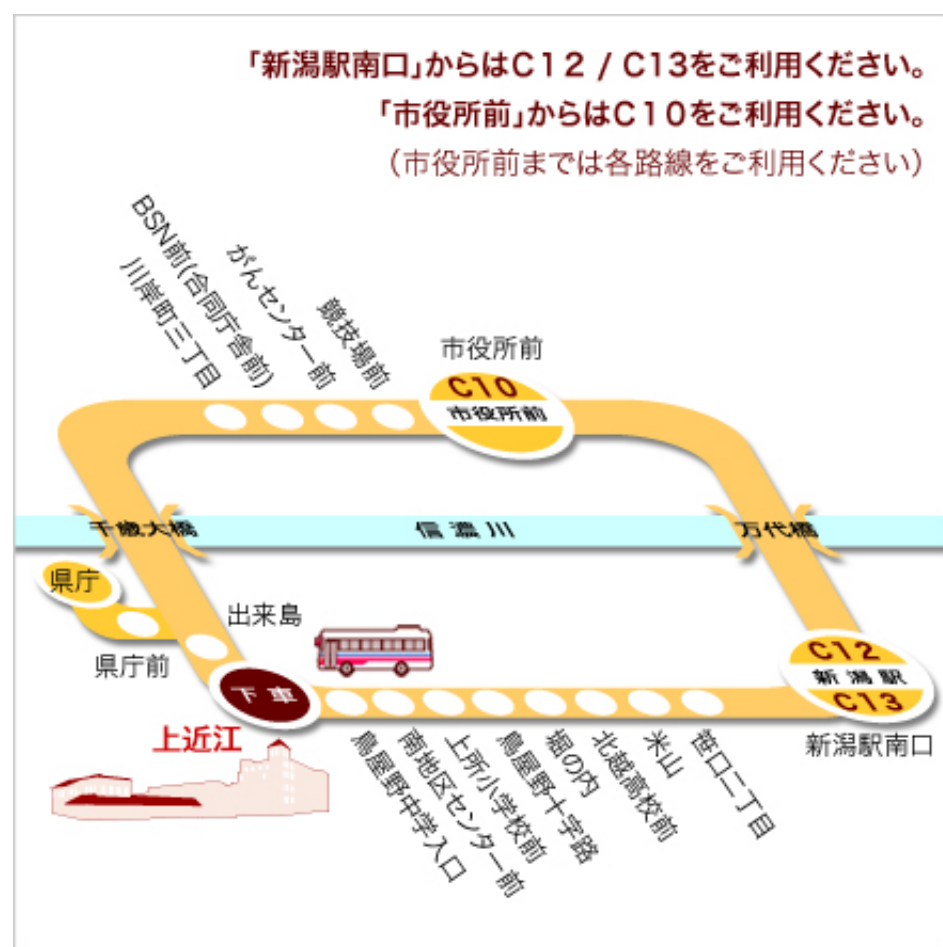 「新潟駅南口」からはC12 / C13をご利用ください。
「市役所前」からはC10をご利用ください。
（市役所前までは各路線をご利用ください）
川岸町三丁目
BSN前(合同庁舎前)
がんセンター前
競技場前
市役所前
C10
市役所前
千歳大橋
信濃川
万代橋
県庁
県庁前
出来島
下車
上近江
C12
新潟駅
C13
新潟駅南口
鳥屋野中学入口
南地区センター前
上所小学校前
鳥屋野十字路
堀の内
北越高校前
米山
笹口二丁目